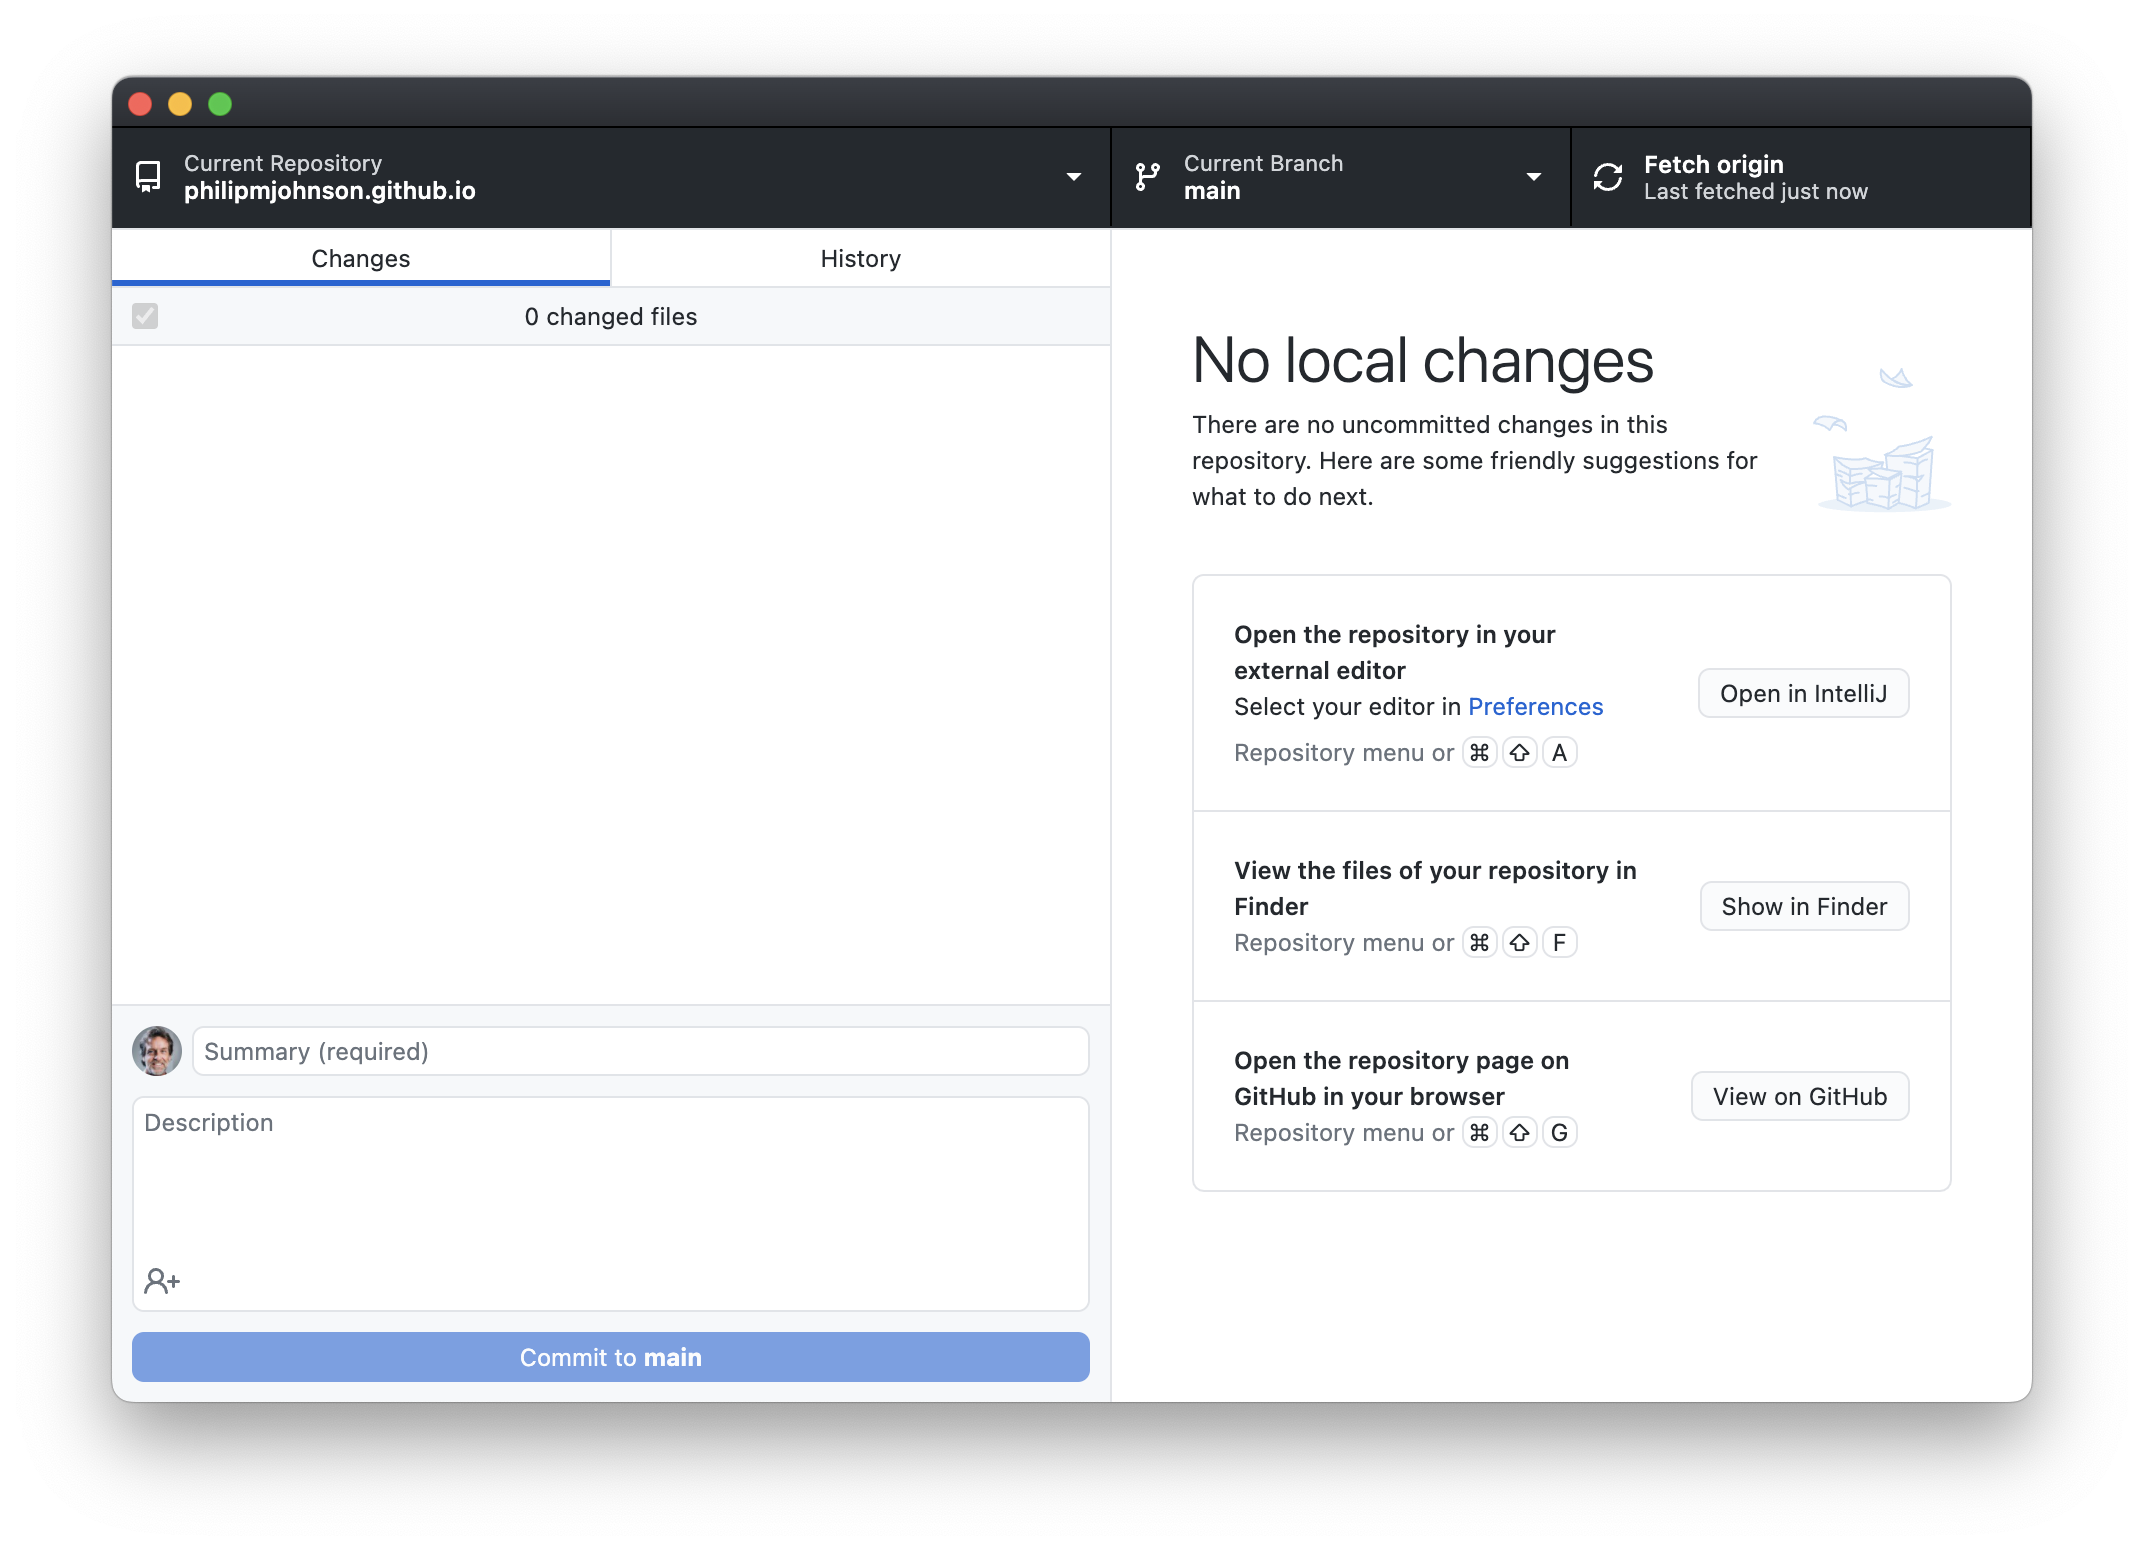 Current Repository
philipmjohnson.github.io
Current Branch
main
Fetch origin
Last fetched just now
Changes
History
0 changed files
No local changes
There are no uncommitted changes in this
repository. Here are some friendly suggestions for
what to do next.
Open the repository in your
external editor
Select your editor in Preferences
Repository menu or ⌘ ⇧ A
Open in IntelliJ
View the files of your repository in
Finder
Repository menu or ⌘ ⇧ F
Show in Finder
Open the repository page on
GitHub in your browser
Repository menu or ⌘ ⇧ G
View on GitHub
Summary (required)
Description
Commit to main